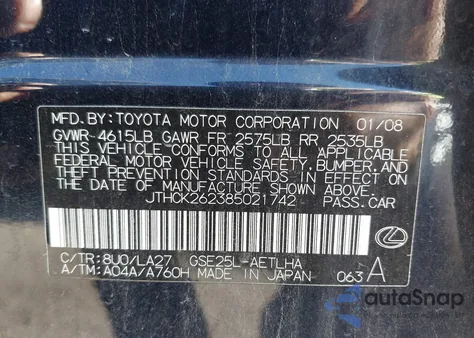 MFD. BY: TOYOTA MOTOR CORPORATION 01/08
GVWR 4615LB GAWR FR 2575LB RR 2535LB
THIS VEHICLE CONFORMS TO ALL APPLICABLE
FEDERAL MOTOR VEHICLE SAFETY, BUMPER, AND
THEFT PREVENTION STANDARDS IN EFFECT ON
THE DATE OF MANUFACTURE SHOWN ABOVE.
JTHCK262385021742 PASS.CAR
C/TR: 8U0/LA27 GSE25L-AETLHA
A/TM: A04A/A760H MADE IN JAPAN 063 A
autoSnap